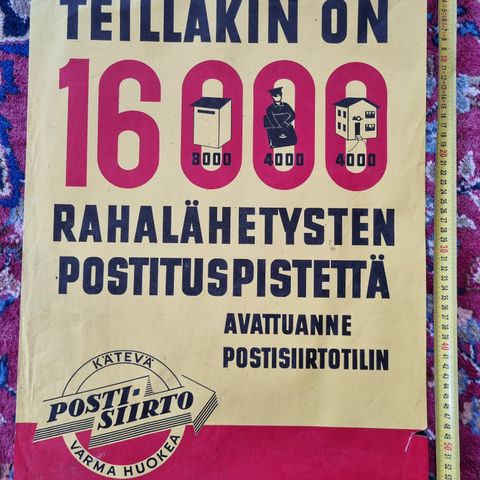 TEILLÄKIN ON
16000
8000 4000 4000
RAHALÄHETYSTEN
POSTITUSPISTETTÄ
AVATTUANNE
POSTISIIRTOTILIN
KÄTEVÄ
POSTI-
SIIRTO
VARMA HUOKEA